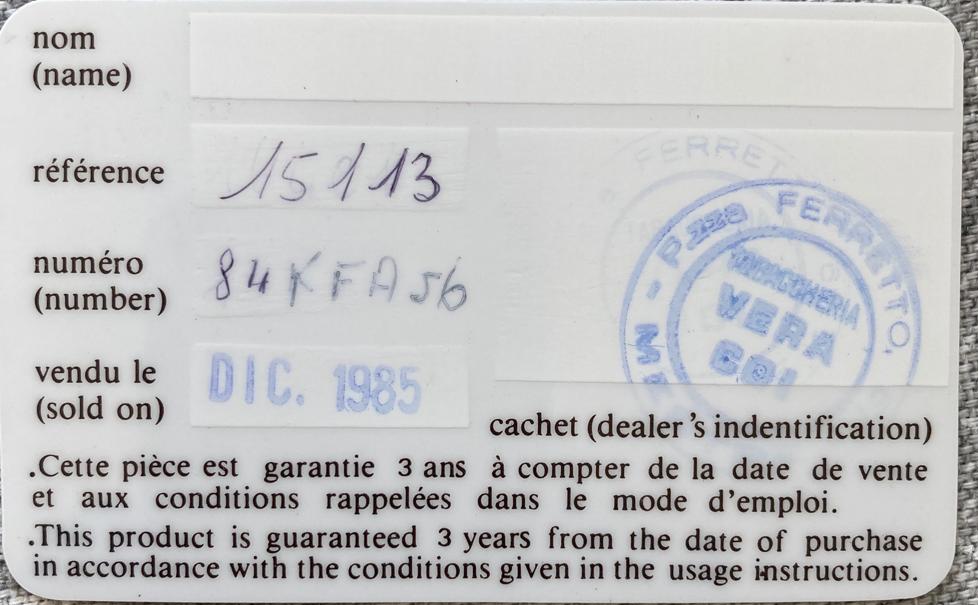 nom
(name)
référence
15113
numéro
(number)
84KFA56
vendu le
(sold on)
DIC. 1985
FERRETTO,
P.zza
VERA
cachet (dealer's indentification)
.Cette pièce est garantie 3 ans à compter de la date de vente
et aux conditions rappelées dans le mode d'emploi.
.This product is guaranteed 3 years from the date of purchase
in accordance with the conditions given in the usage instructions.